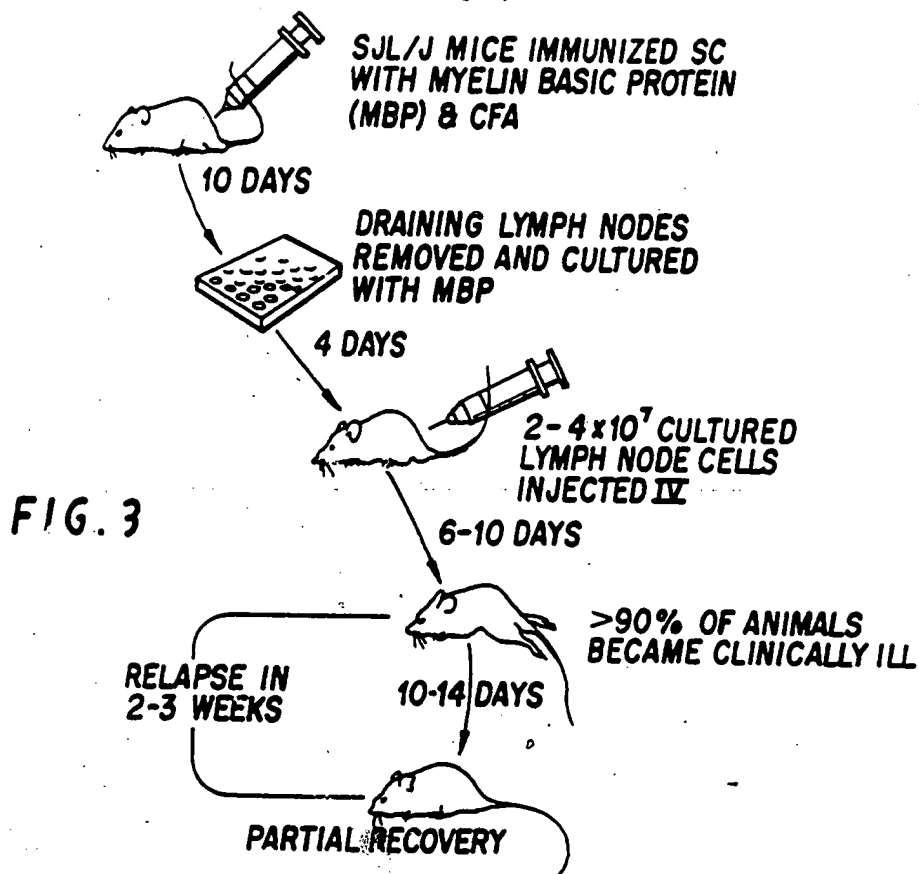 SJL/J MICE IMMUNIZED SC
WITH MYELIN BASIC PROTEIN
(MBP) & CFA
10 DAYS
DRAINING LYMPH NODES
REMOVED AND CULTURED
WITH MBP
4 DAYS
2-4x10⁷ CULTURED
LYMPH NODE CELLS
INJECTED IV
FIG. 3
6-10 DAYS
>90% OF ANIMALS
BECAME CLINICALLY ILL
RELAPSE IN
2-3 WEEKS
10-14 DAYS
PARTIAL RECOVERY